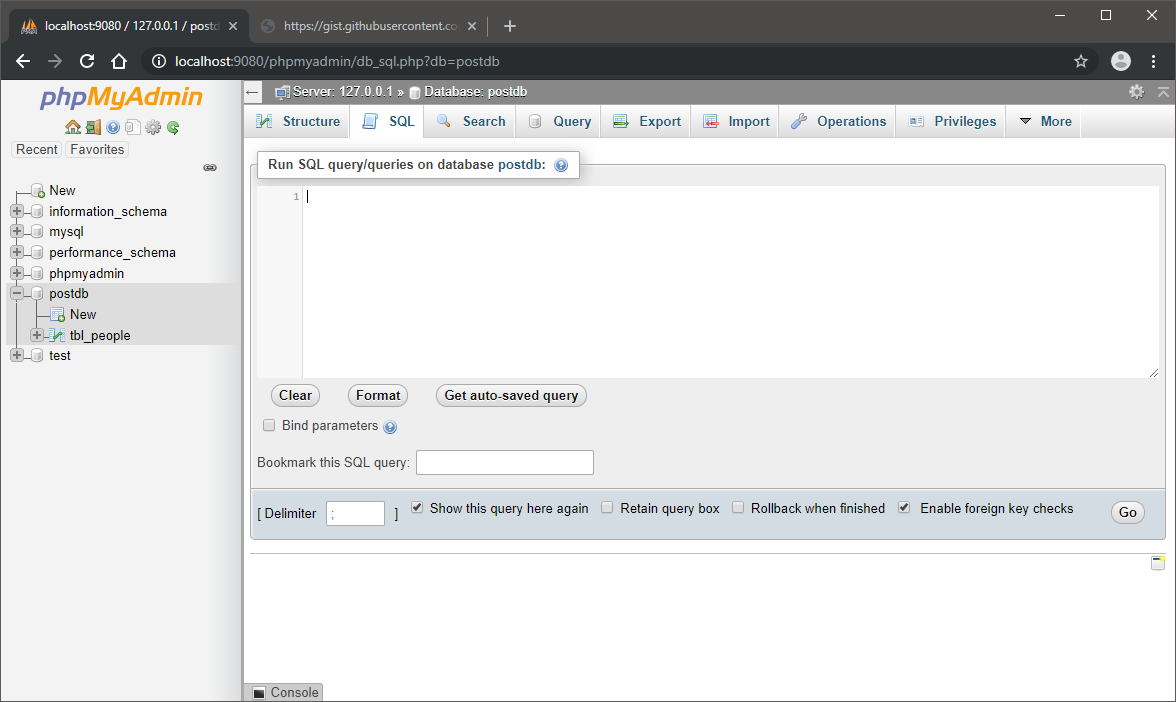 localhost:9080 / 127.0.0.1 / postd
https://gist.githubusercontent.co
localhost:9080/phpmyadmin/db_sql.php?db=postdb
phpMyAdmin
Recent Favorites
New
information_schema
mysql
performance_schema
phpmyadmin
postdb
New
tbl_people
test
Server: 127.0.0.1 » Database: postdb
Structure SQL Search Query Export Import Operations Privileges More
Run SQL query/queries on database postdb:
1
Clear Format Get auto-saved query
Bind parameters
Bookmark this SQL query:
[ Delimiter ; ] Show this query here again Retain query box Rollback when finished Enable foreign key checks Go
Console